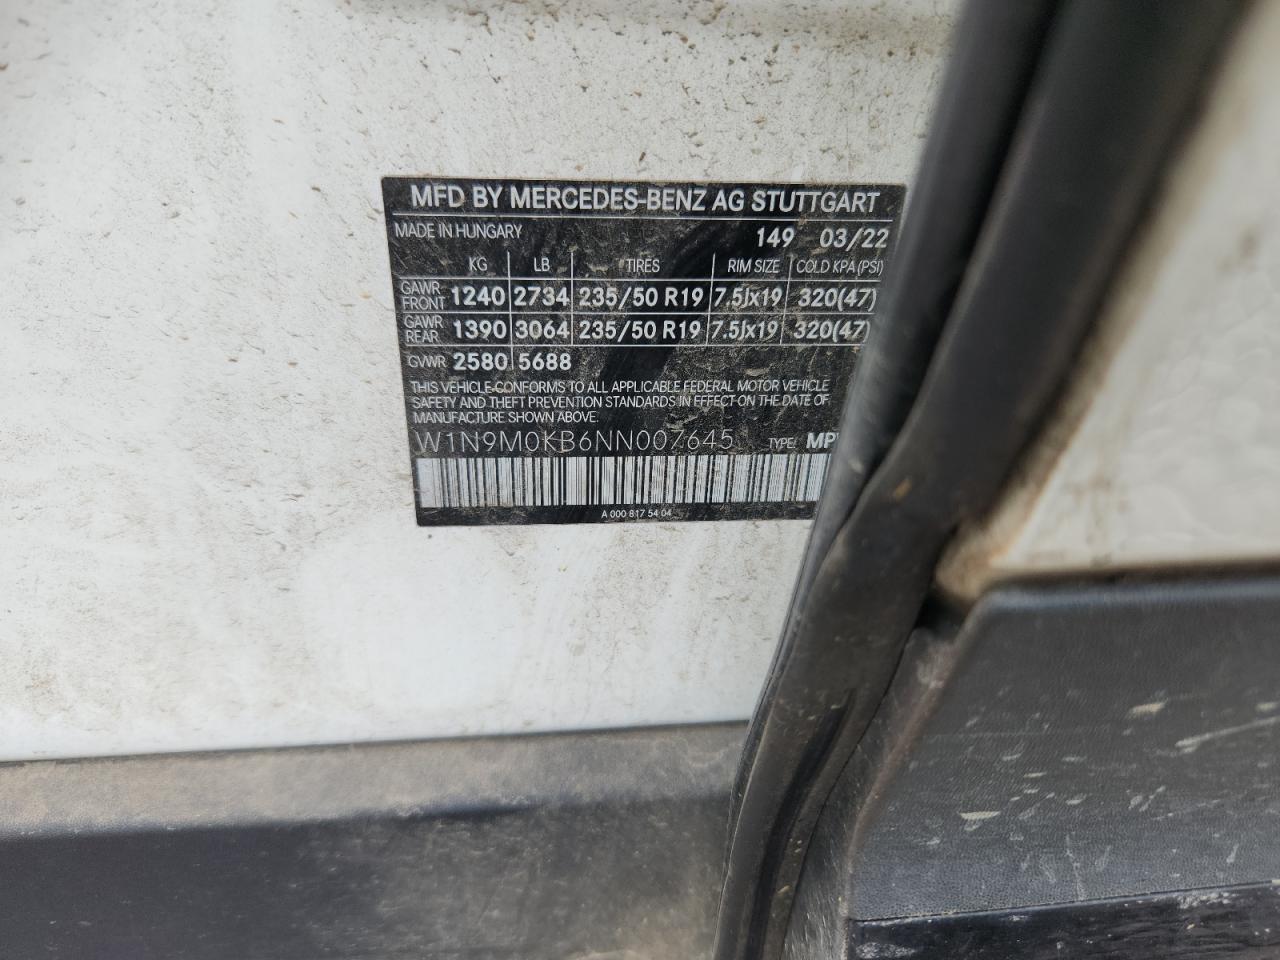 MFD BY MERCEDES-BENZ AG STUTTGART
MADE IN HUNGARY 149 03/22
KG LB TIRES RIM SIZE COLD KPA (PSI)
GAWR FRONT 1240 2734 235/50 R19 7.5Jx19 320(47)
GAWR REAR 1390 3064 235/50 R19 7.5Jx19 320(47)
GVWR 2580 5688
THIS VEHICLE CONFORMS TO ALL APPLICABLE FEDERAL MOTOR VEHICLE
SAFETY AND THEFT PREVENTION STANDARDS IN EFFECT ON THE DATE OF
MANUFACTURE SHOWN ABOVE.
W1N9M0KB6NN007645 TYPE: MP
A 000 817 54 04